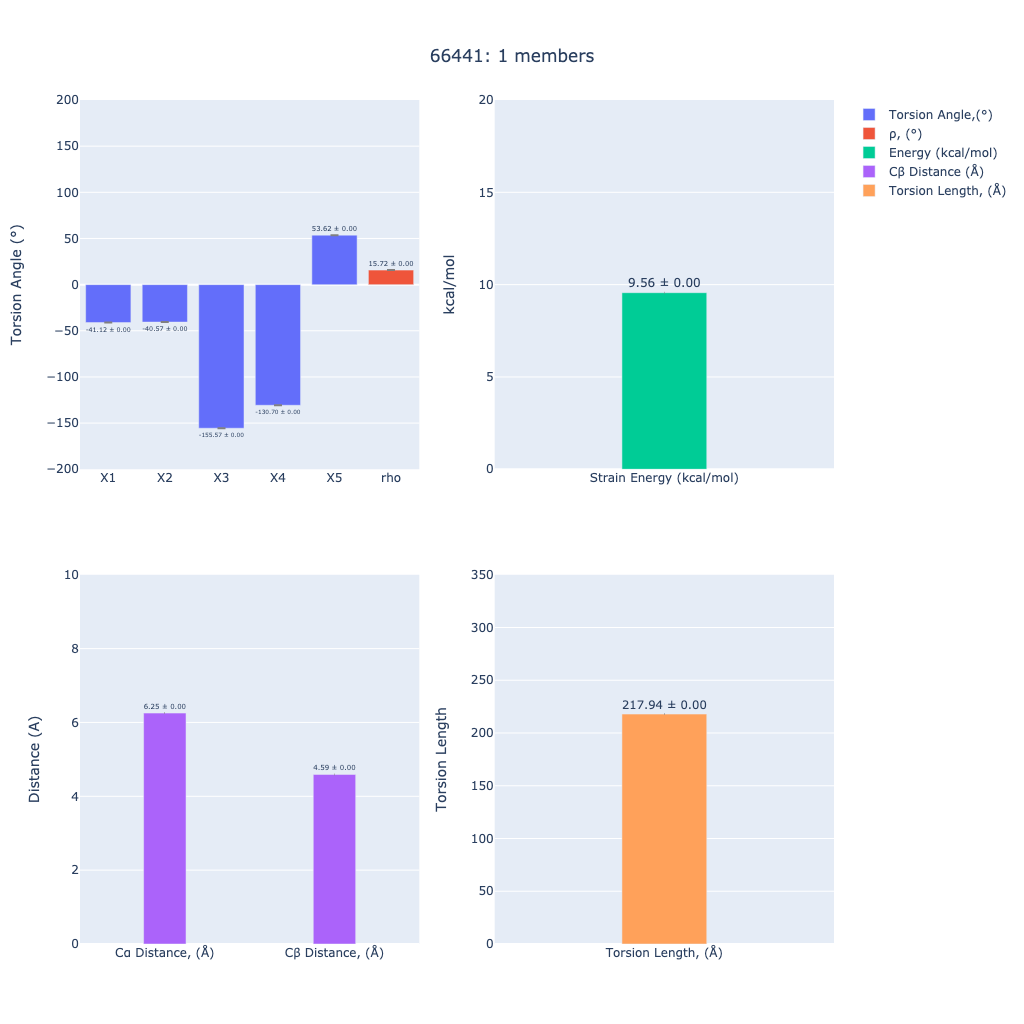 66441: 1 members
Torsion Angle (°)
200
150
100
50
0
−50
−100
−150
−200
-41.12 ± 0.00
-40.57 ± 0.00
-155.57 ± 0.00
-130.70 ± 0.00
53.62 ± 0.00
15.72 ± 0.00
X1 X2 X3 X4 X5 rho
kcal/mol
20
15
10
5
0
9.56 ± 0.00
Strain Energy (kcal/mol)
Torsion Angle,(°)
ρ, (°)
Energy (kcal/mol)
Cβ Distance (Å)
Torsion Length, (Å)
Distance (A)
10
8
6
4
2
0
6.25 ± 0.00
4.59 ± 0.00
Cα Distance, (Å) Cβ Distance, (Å)
Torsion Length
350
300
250
200
150
100
50
0
217.94 ± 0.00
Torsion Length, (Å)